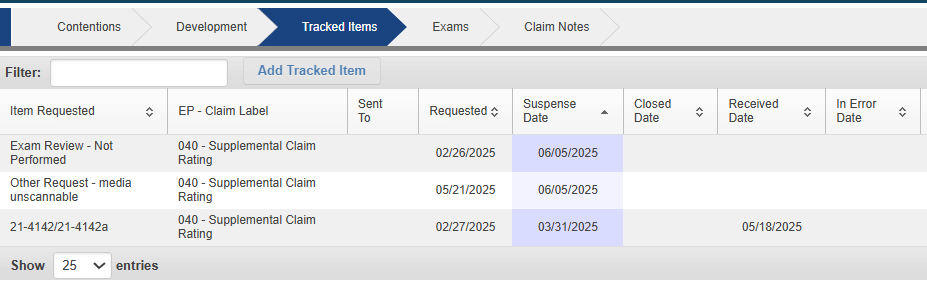 Contentions Development Tracked Items Exams Claim Notes
Filter: Add Tracked Item
Item Requested EP - Claim Label Sent To Requested Suspense Date Closed Date Received Date In Error Date
Exam Review - Not Performed 040 - Supplemental Claim Rating 02/26/2025 06/05/2025
Other Request - media unscannable 040 - Supplemental Claim Rating 05/21/2025 06/05/2025
21-4142/21-4142a 040 - Supplemental Claim Rating 02/27/2025 03/31/2025 05/18/2025
Show 25 entries